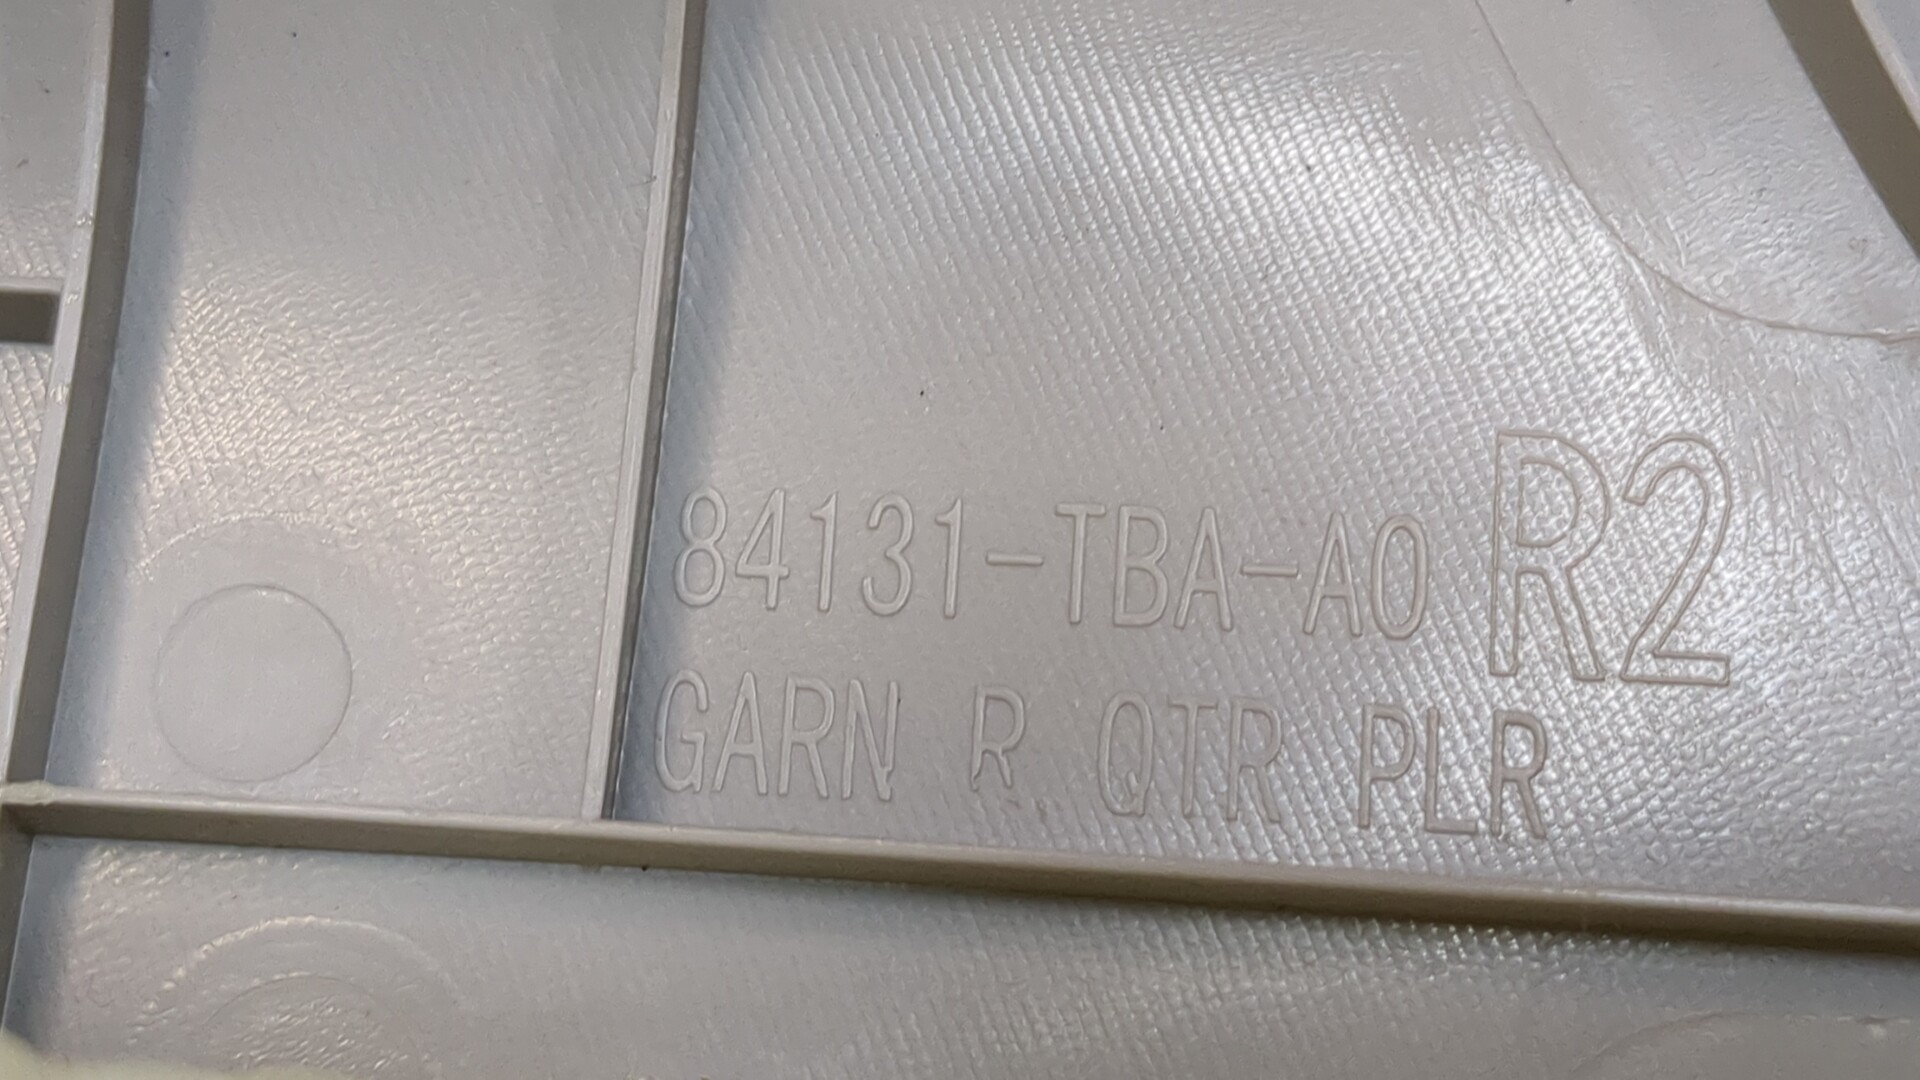 84131-TBA-A0 R2
GARN R QTR PLR